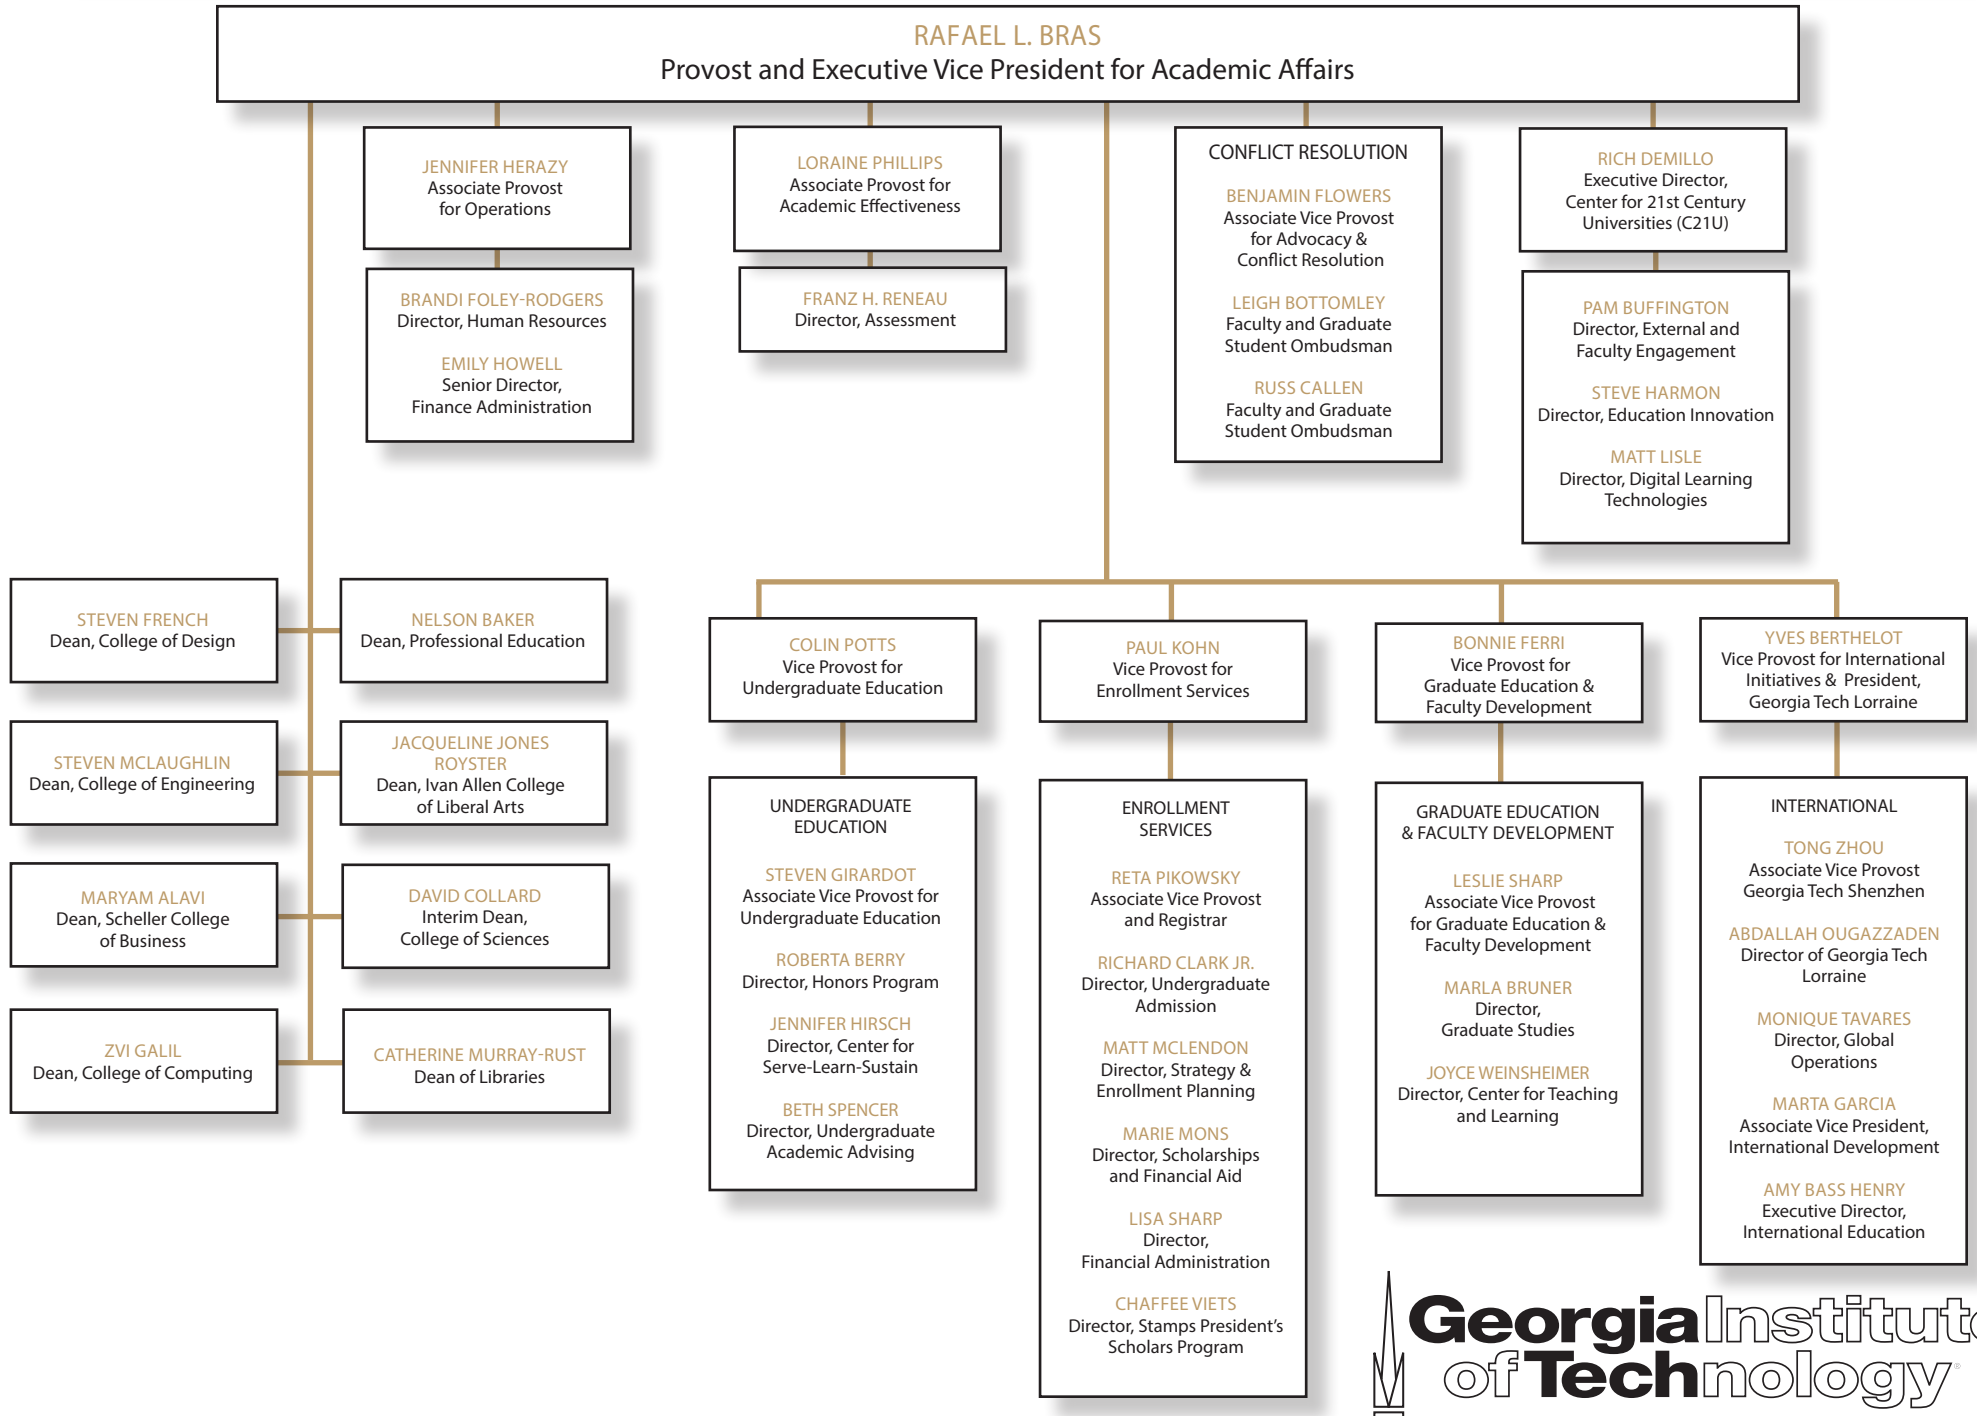 RAFAEL L. BRAS
Provost and Executive Vice President for Academic Affairs
JENNIFER HERAZY
Associate Provost
for Operations
BRANDI FOLEY-RODGERS
Director, Human Resources
EMILY HOWELL
Senior Director,
Finance Administration
LORAINE PHILLIPS
Associate Provost for
Academic Effectiveness
FRANZ H. RENEAU
Director, Assessment
CONFLICT RESOLUTION
BENJAMIN FLOWERS
Associate Vice Provost
for Advocacy &
Conflict Resolution
LEIGH BOTTOMLEY
Faculty and Graduate
Student Ombudsman
RUSS CALLEN
Faculty and Graduate
Student Ombudsman
RICH DEMILLO
Executive Director,
Center for 21st Century
Universities (C21U)
PAM BUFFINGTON
Director, External and
Faculty Engagement
STEVE HARMON
Director, Education Innovation
MATT LISLE
Director, Digital Learning
Technologies
STEVEN FRENCH
Dean, College of Design
NELSON BAKER
Dean, Professional Education
STEVEN MCLAUGHLIN
Dean, College of Engineering
JACQUELINE JONES
ROYSTER
Dean, Ivan Allen College
of Liberal Arts
MARYAM ALAVI
Dean, Scheller College
of Business
DAVID COLLARD
Interim Dean,
College of Sciences
ZVI GALIL
Dean, College of Computing
CATHERINE MURRAY-RUST
Dean of Libraries
COLIN POTTS
Vice Provost for
Undergraduate Education
UNDERGRADUATE
EDUCATION
STEVEN GIRARDOT
Associate Vice Provost for
Undergraduate Education
ROBERTA BERRY
Director, Honors Program
JENNIFER HIRSCH
Director, Center for
Serve-Learn-Sustain
BETH SPENCER
Director, Undergraduate
Academic Advising
PAUL KOHN
Vice Provost for
Enrollment Services
ENROLLMENT
SERVICES
RETA PIKOWSKY
Associate Vice Provost
and Registrar
RICHARD CLARK JR.
Director, Undergraduate
Admission
MATT MCLENDON
Director, Strategy &
Enrollment Planning
MARIE MONS
Director, Scholarships
and Financial Aid
LISA SHARP
Director,
Financial Administration
CHAFFEE VIETS
Director, Stamps President’s
Scholars Program
BONNIE FERRI
Vice Provost for
Graduate Education &
Faculty Development
GRADUATE EDUCATION
& FACULTY DEVELOPMENT
LESLIE SHARP
Associate Vice Provost
for Graduate Education &
Faculty Development
MARLA BRUNER
Director,
Graduate Studies
JOYCE WEINSHEIMER
Director, Center for Teaching
and Learning
YVES BERTHELOT
Vice Provost for International
Initiatives & President,
Georgia Tech Lorraine
INTERNATIONAL
TONG ZHOU
Associate Vice Provost
Georgia Tech Shenzhen
ABDALLAH OUGAZZADEN
Director of Georgia Tech
Lorraine
MONIQUE TAVARES
Director, Global
Operations
MARTA GARCIA
Associate Vice President,
International Development
AMY BASS HENRY
Executive Director,
International Education
Georgia Institute
of Technology